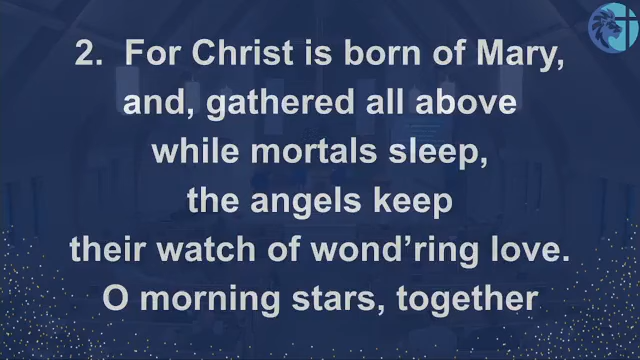 2. For Christ is born of Mary,
and, gathered all above
while mortals sleep,
the angels keep
their watch of wond’ring love.
O morning stars, together